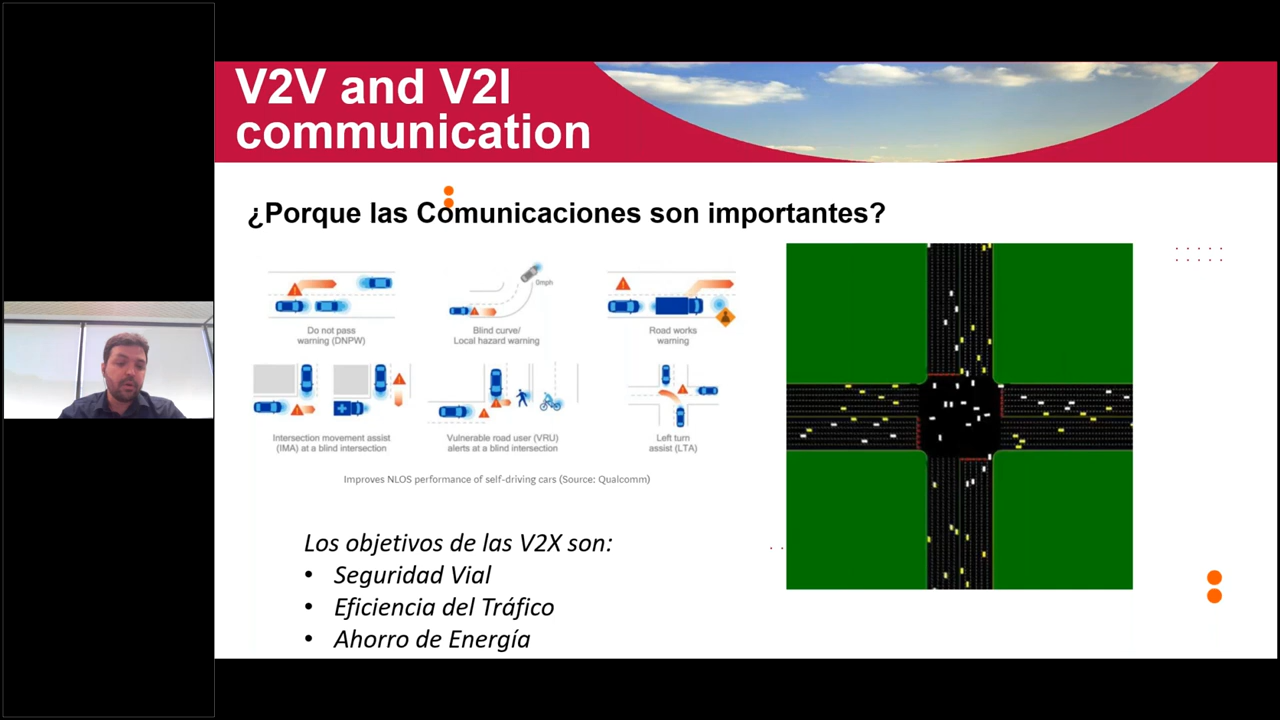 V2V and V2I
communication
¿Porque las Comunicaciones son importantes?
0mph
Do not pass
warning (DNPW)
Blind curve/
Local hazard warning
Road works
warning
Intersection movement assist
(IMA) at a blind intersection
Vulnerable road user (VRU)
alerts at a blind intersection
Left turn
assist (LTA)
Improves NLOS performance of self-driving cars (Source: Qualcomm)
Los objetivos de las V2X son:
• Seguridad Vial
• Eficiencia del Tráfico
• Ahorro de Energía